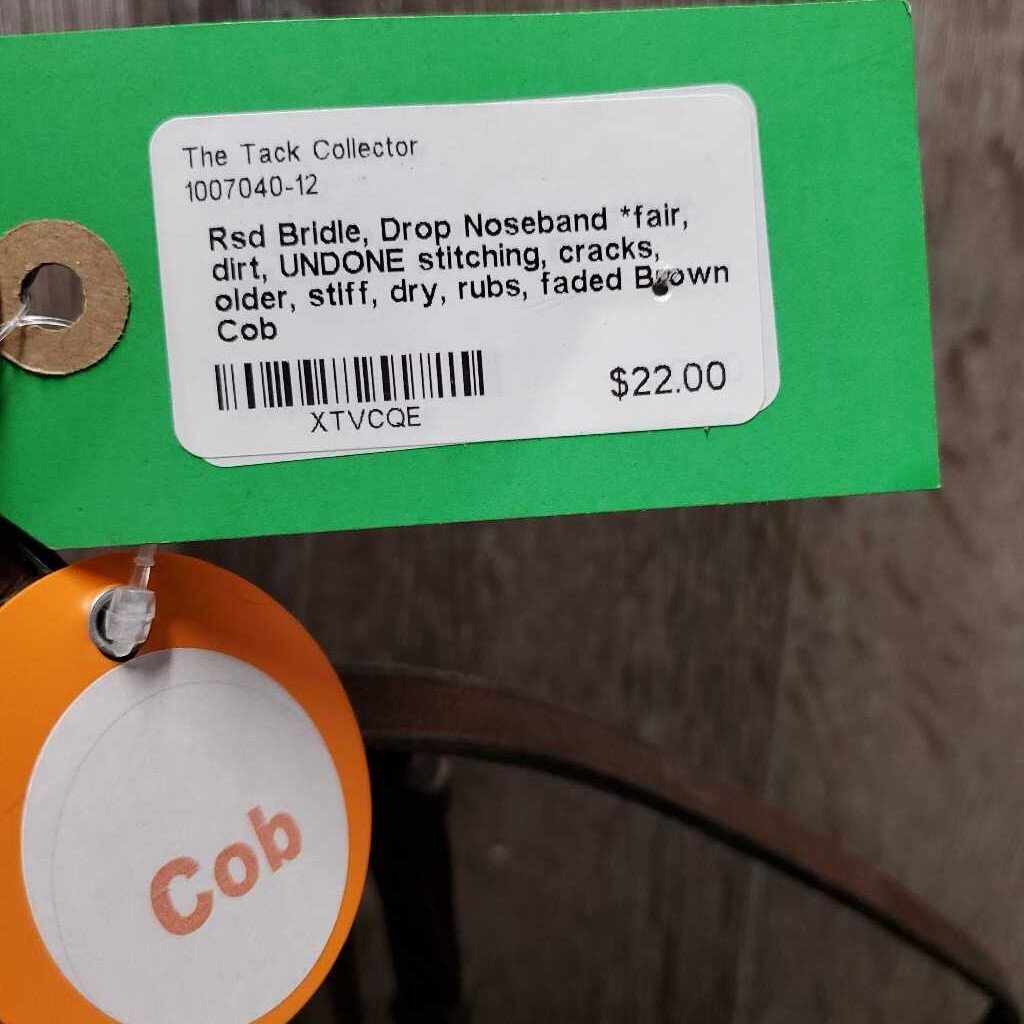 The Tack Collector
1007040-12
Rsd Bridle, Drop Noseband *fair,
dirt, UNDONE stitching, cracks,
older, stiff, dry, rubs, faded Brown
Cob
$22.00
XTVCQE
Cob